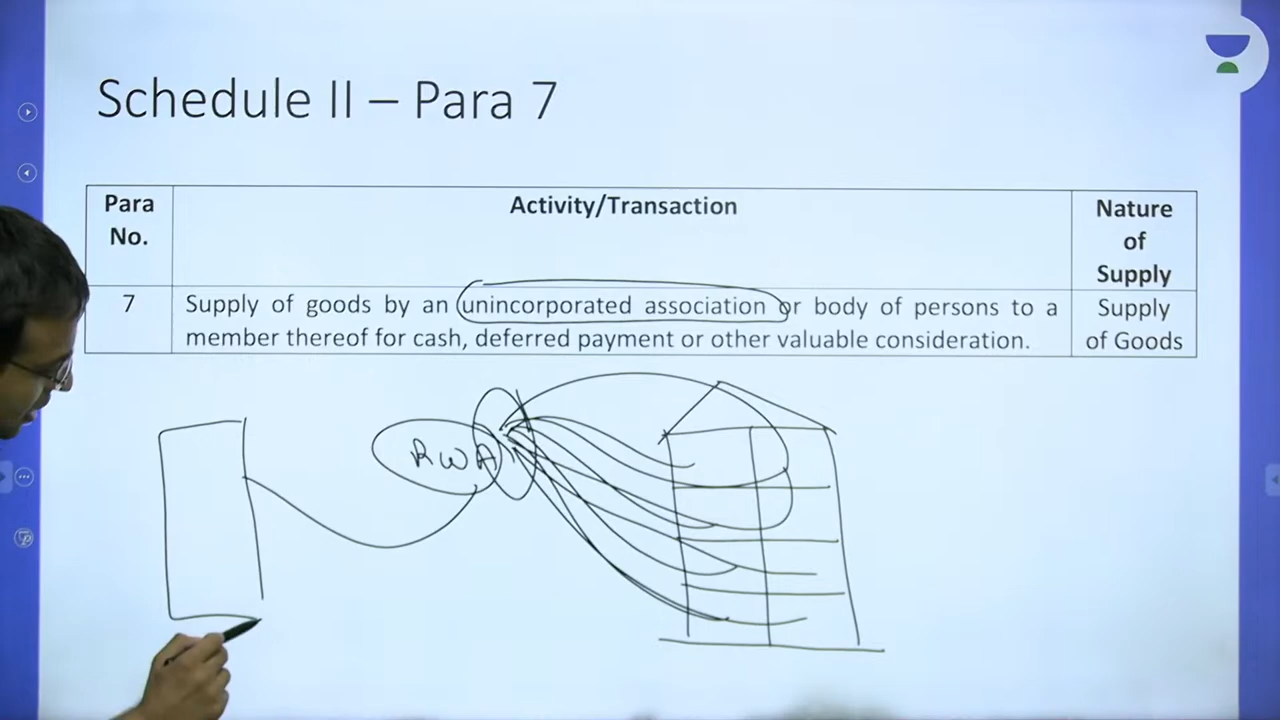 Schedule II – Para 7
Para No.
Activity/Transaction
Nature of Supply
7
Supply of goods by an unincorporated association or body of persons to a
member thereof for cash, deferred payment or other valuable consideration.
Supply of Goods
RWA